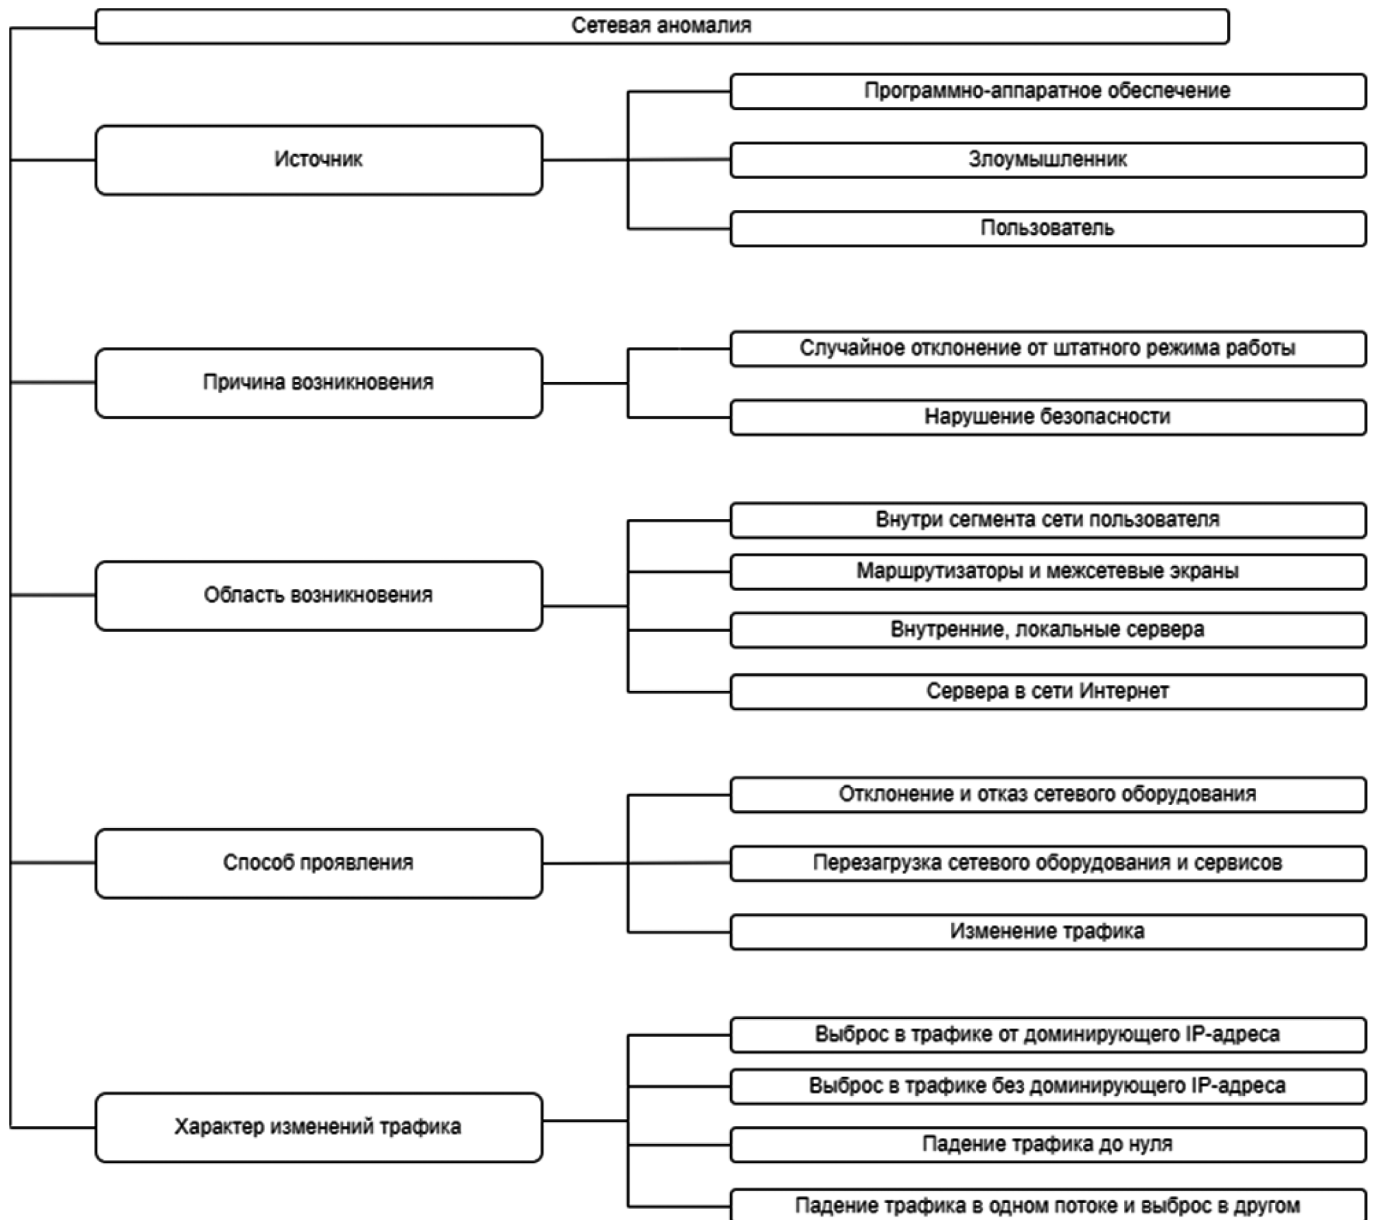 Сетевая аномалия
Источник
Программно-аппаратное обеспечение
Злоумышленник
Пользователь
Причина возникновения
Случайное отклонение от штатного режима работы
Нарушение безопасности
Область возникновения
Внутри сегмента сети пользователя
Маршрутизаторы и межсетевые экраны
Внутренние, локальные сервера
Сервера в сети Интернет
Способ проявления
Отклонение и отказ сетевого оборудования
Перезагрузка сетевого оборудования и сервисов
Изменение трафика
Характер изменений трафика
Выброс в трафике от доминирующего IP-адреса
Выброс в трафике без доминирующего IP-адреса
Падение трафика до нуля
Падение трафика в одном потоке и выброс в другом